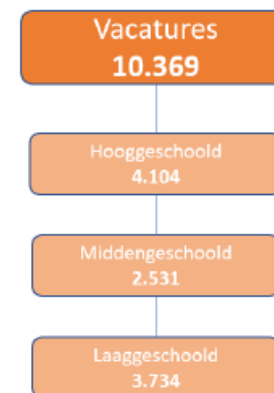 Vacatures
10.369
Hooggeschoold
4.104
Middengeschoold
2.531
Laaggeschoold
3.734